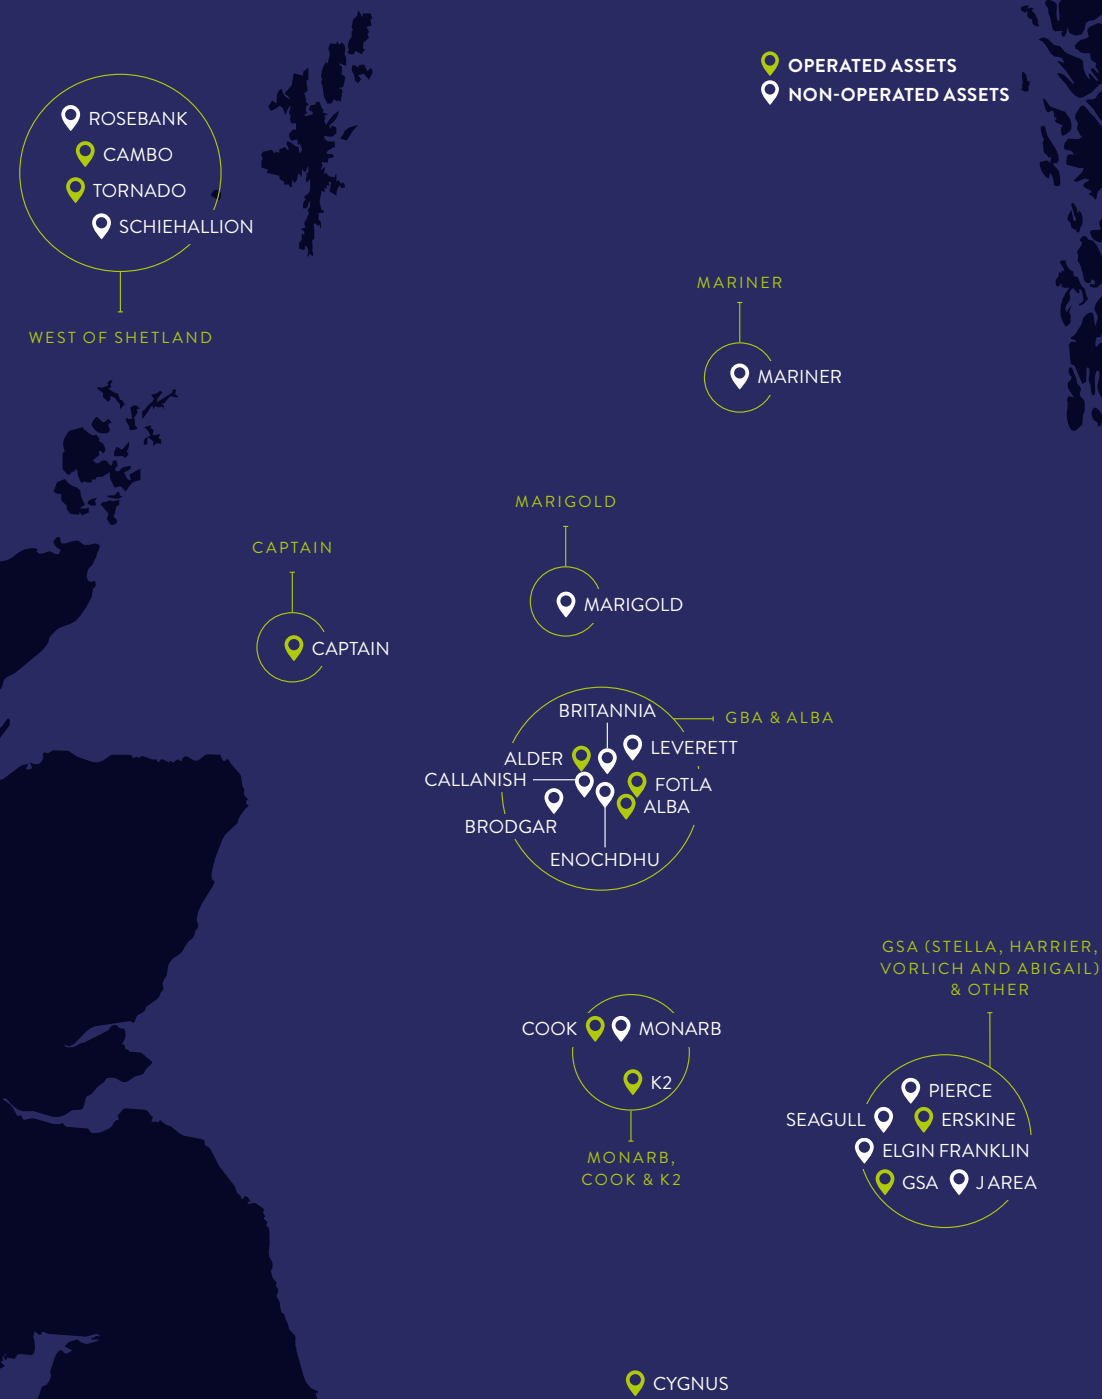 OPERATED ASSETS
NON-OPERATED ASSETS
ROSEBANK
CAMBO
TORNADO
SCHIEHALLION
WEST OF SHETLAND
MARINER
MARINER
MARIGOLD
MARIGOLD
CAPTAIN
CAPTAIN
GBA & ALBA
BRITANNIA
LEVERETT
ALDER
CALLANISH
FOTLA
ALBA
BRODGAR
ENOCHDHU
COOK
MONARB
K2
MONARB,
COOK & K2
GSA (STELLA, HARRIER,
VORLICH AND ABIGAIL)
& OTHER
PIERCE
SEAGULL
ERSKINE
ELGIN FRANKLIN
GSA
J AREA
CYGNUS